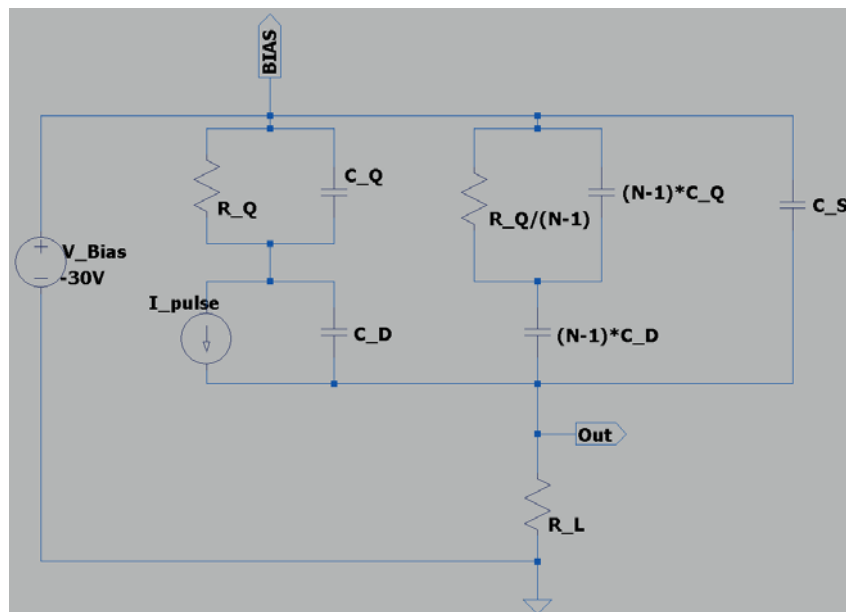 BIAS
C_Q
R_Q
(N-1)*C_Q
R_Q/(N-1)
C_S
+
V_Bias
-30V
I_pulse
C_D
(N-1)*C_D
Out
R_L